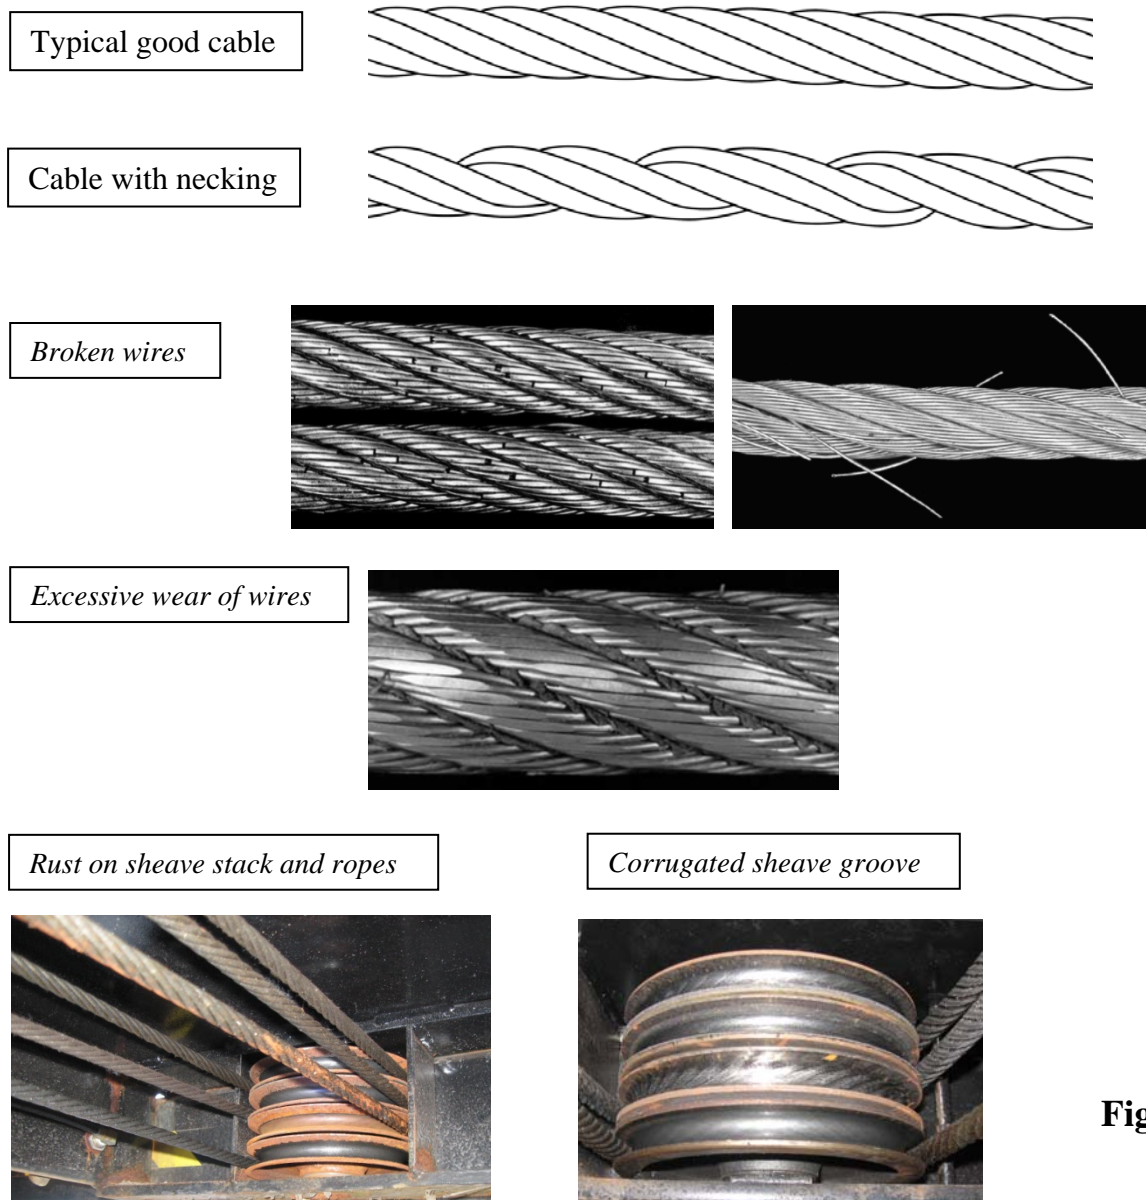 Typical good cable
Cable with necking
Broken wires
Excessive wear of wires
Rust on sheave stack and ropes
Corrugated sheave groove
Fig